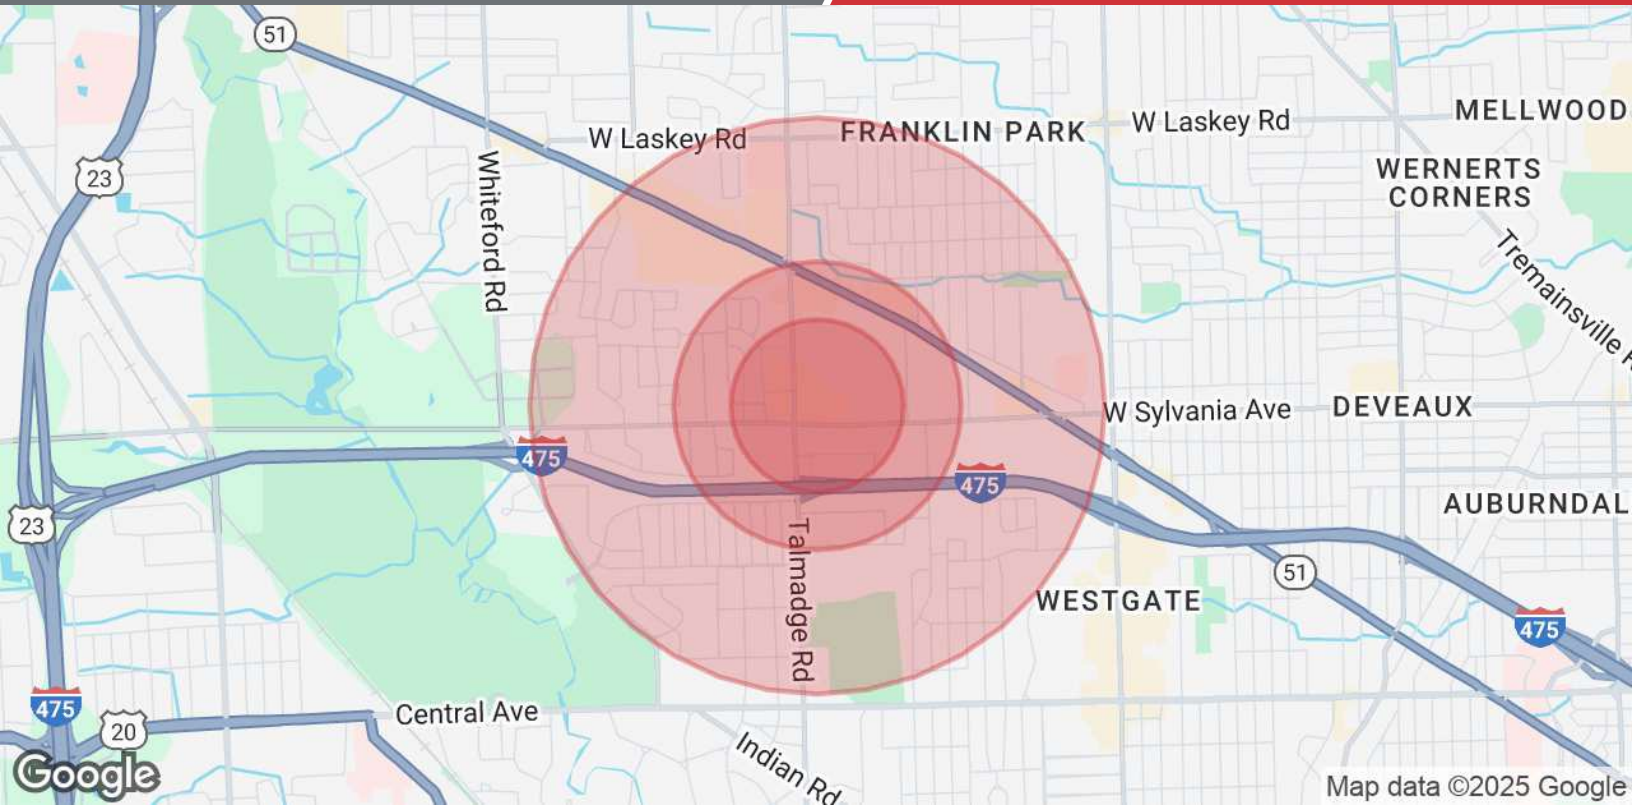 51
W Laskey Rd
FRANKLIN PARK
W Laskey Rd
MELLWOOD
23
Whiteford Rd
WERNERTS
CORNERS
Tremainsville
W Sylvania Ave
DEVEAUX
475
475
23
AUBURNDAL
Talmadge Rd
51
WESTGATE
475
475
20
Central Ave
Indian Rd
Google
Map data ©2025 Google